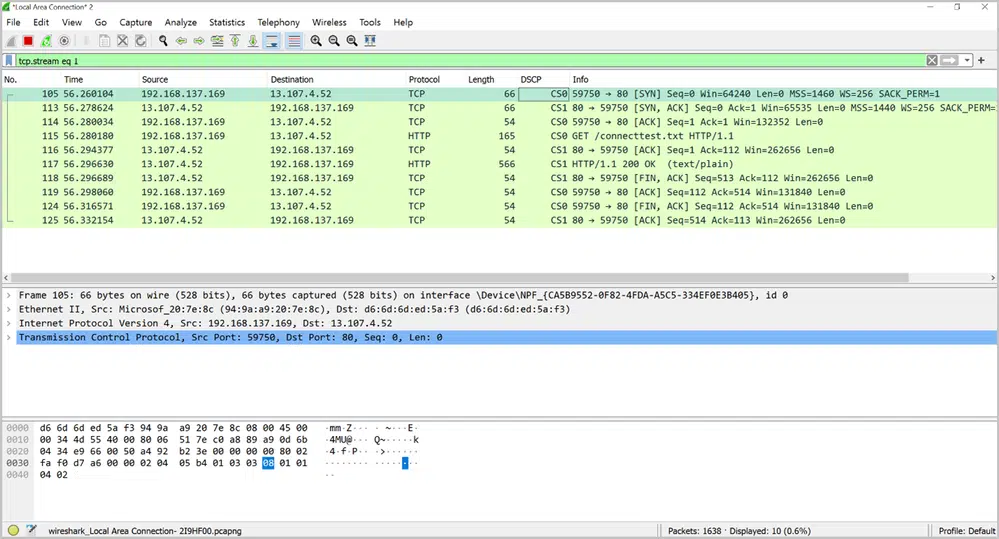 *Local Area Connection* 2
File Edit View Go Capture Analyze Statistics Telephony Wireless Tools Help
tcp.stream eq 1
No. Time Source Destination Protocol Length DSCP Info
105 56.260104 192.168.137.169 13.107.4.52 TCP 66 CS0 59750 → 80 [SYN] Seq=0 Win=64240 Len=0 MSS=1460 WS=256 SACK_PERM=1
113 56.278624 13.107.4.52 192.168.137.169 TCP 66 CS1 80 → 59750 [SYN, ACK] Seq=0 Ack=1 Win=65535 Len=0 MSS=1440 WS=256 SACK_PERM=
114 56.280034 192.168.137.169 13.107.4.52 TCP 54 CS0 59750 → 80 [ACK] Seq=1 Ack=1 Win=132352 Len=0
115 56.280180 192.168.137.169 13.107.4.52 HTTP 165 CS0 GET /connecttest.txt HTTP/1.1
116 56.294377 13.107.4.52 192.168.137.169 TCP 54 CS1 80 → 59750 [ACK] Seq=1 Ack=112 Win=262656 Len=0
117 56.296630 13.107.4.52 192.168.137.169 HTTP 566 CS1 HTTP/1.1 200 OK (text/plain)
118 56.296689 13.107.4.52 192.168.137.169 TCP 54 CS1 80 → 59750 [FIN, ACK] Seq=513 Ack=112 Win=262656 Len=0
119 56.298060 192.168.137.169 13.107.4.52 TCP 54 CS0 59750 → 80 [ACK] Seq=112 Ack=514 Win=131840 Len=0
124 56.316571 192.168.137.169 13.107.4.52 TCP 54 CS0 59750 → 80 [FIN, ACK] Seq=112 Ack=514 Win=131840 Len=0
125 56.332154 13.107.4.52 192.168.137.169 TCP 54 CS1 80 → 59750 [ACK] Seq=514 Ack=113 Win=262656 Len=0
Frame 105: 66 bytes on wire (528 bits), 66 bytes captured (528 bits) on interface \Device\NPF_{CA5B9552-0F82-4FDA-A5C5-334EF0E3B405}, id 0
Ethernet II, Src: Microsof_20:7e:8c (94:9a:a9:20:7e:8c), Dst: d6:6d:6d:ed:5a:f3 (d6:6d:6d:ed:5a:f3)
Internet Protocol Version 4, Src: 192.168.137.169, Dst: 13.107.4.52
Transmission Control Protocol, Src Port: 59750, Dst Port: 80, Seq: 0, Len: 0
0000 d6 6d 6d ed 5a f3 94 9a a9 20 7e 8c 08 00 45 00 ·mm·Z··· · ~···E·
0010 00 34 4d 55 40 00 80 06 51 7e c0 a8 89 a9 0d 6b ·4MU@··· Q~·····k
0020 04 34 e9 66 00 50 a4 92 b2 3e 00 00 00 00 80 02 ·4·f·P·· ·>······
0030 fa f0 d7 a6 00 00 02 04 05 b4 01 03 03 08 01 01 ········ ········
0040 04 02 ··
wireshark_Local Area Connection- 2I9HF00.pcapng Packets: 1638 · Displayed: 10 (0.6%) Profile: Default